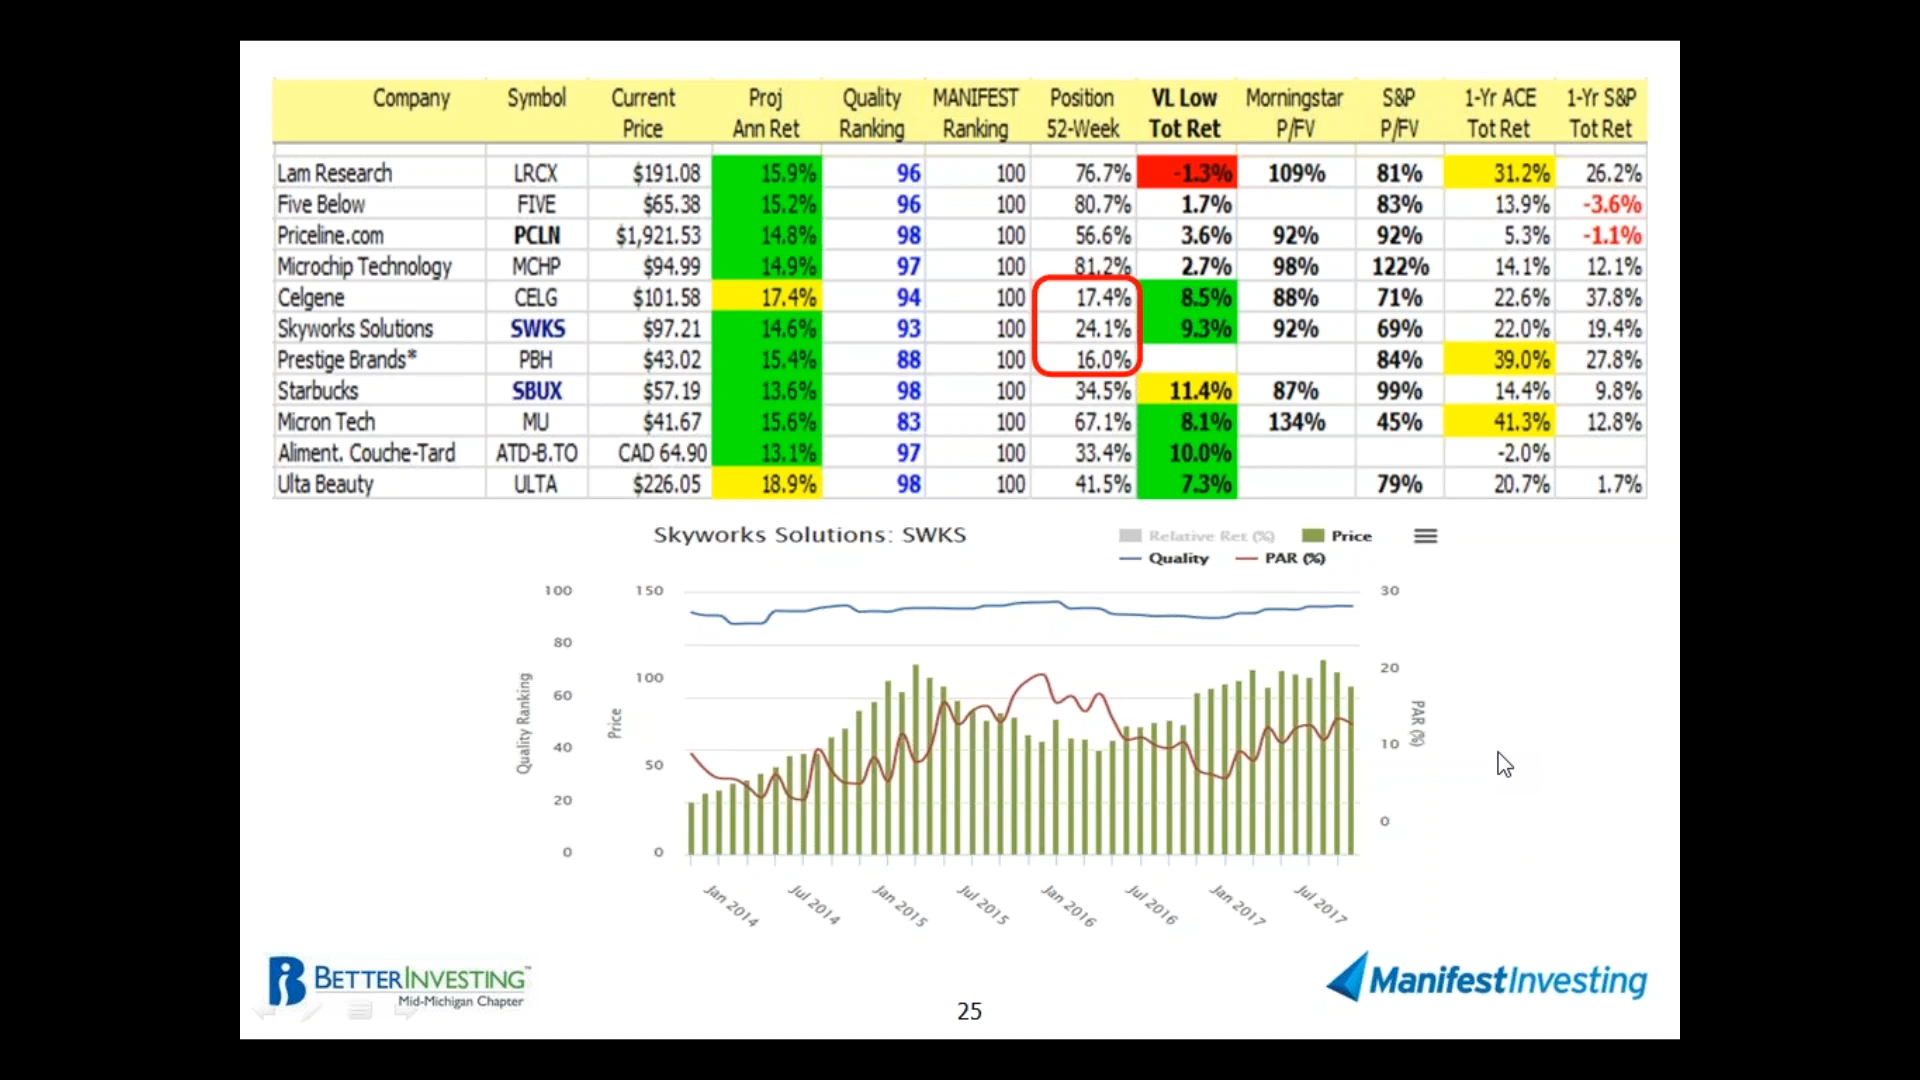 Company Symbol Current Price Proj Ann Ret Quality Ranking MANIFEST Ranking Position 52-Week VL Low Tot Ret Morningstar P/FV S&P P/FV 1-Yr ACE Tot Ret 1-Yr S&P Tot Ret
Lam Research LRCX $191.08 15.9% 96 100 76.7% -1.3% 109% 81% 31.2% 26.2%
Five Below FIVE $65.38 15.2% 96 100 80.7% 1.7% 83% 13.9% -3.6%
Priceline.com PCLN $1,921.53 14.8% 98 100 56.6% 3.6% 92% 92% 5.3% -1.1%
Microchip Technology MCHP $94.99 14.9% 97 100 81.2% 2.7% 98% 122% 14.1% 12.1%
Celgene CELG $101.58 17.4% 94 100 17.4% 8.5% 88% 71% 22.6% 37.8%
Skyworks Solutions SWKS $97.21 14.6% 93 100 24.1% 9.3% 92% 69% 22.0% 19.4%
Prestige Brands* PBH $43.02 15.4% 88 100 16.0% 84% 39.0% 27.8%
Starbucks SBUX $57.19 13.6% 98 100 34.5% 11.4% 87% 99% 14.4% 9.8%
Micron Tech MU $41.67 15.6% 83 100 67.1% 8.1% 134% 45% 41.3% 12.8%
Aliment. Couche-Tard ATD-B.TO CAD 64.90 13.1% 97 100 33.4% 10.0% -2.0%
Ulta Beauty ULTA $226.05 18.9% 98 100 41.5% 7.3% 79% 20.7% 1.7%
Skyworks Solutions: SWKS
Relative Ret (%) Price
Quality PAR (%)
100 150 30
80
100 20
60
Quality Ranking Price PAR (%)
40 50 10
20
0
0 0
Jan 2014 Jul 2014 Jan 2015 Jul 2015 Jan 2016 Jul 2016 Jan 2017 Jul 2017
BETTERINVESTING™
Mid-Michigan Chapter
ManifestInvesting
25